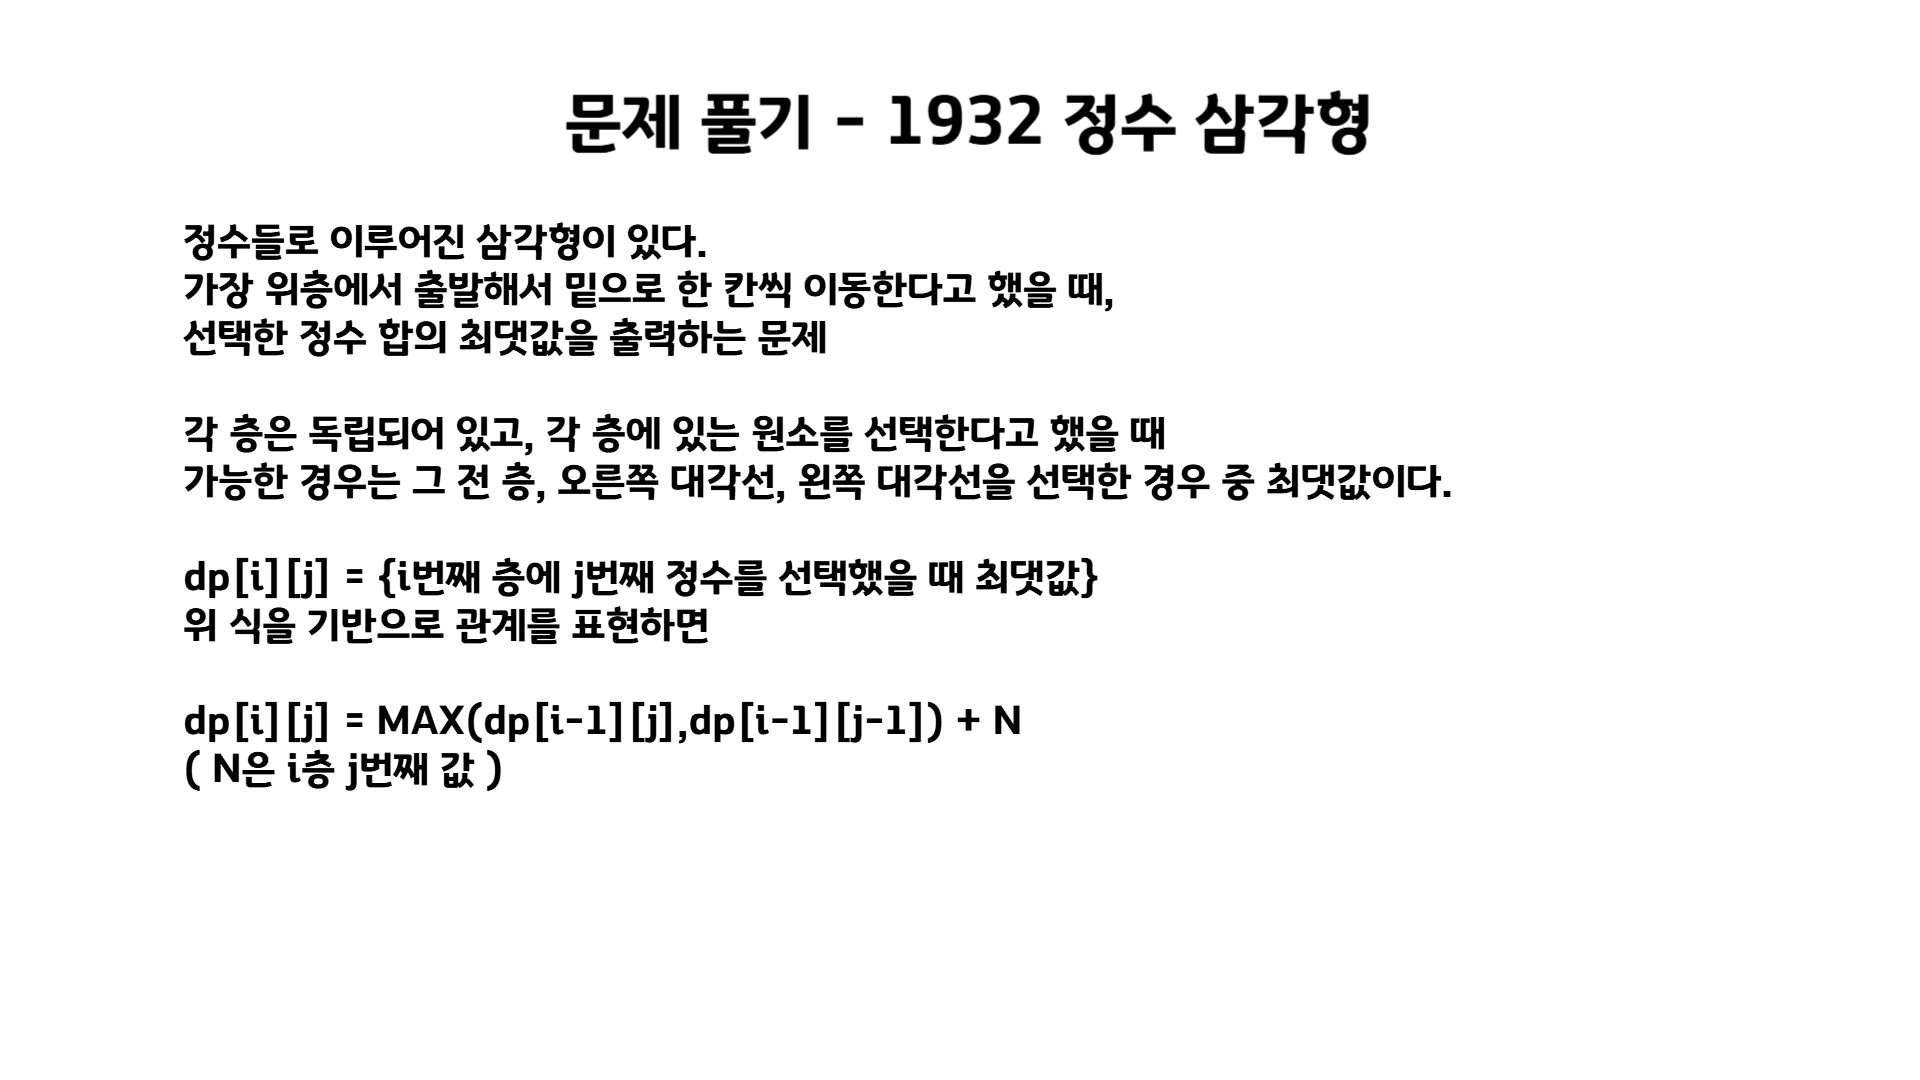 문제 풀기 - 1932 정수 삼각형
정수들로 이루어진 삼각형이 있다.
가장 위층에서 출발해서 밑으로 한 칸씩 이동한다고 했을 때,
선택한 정수 합의 최댓값을 출력하는 문제
각 층은 독립되어 있고, 각 층에 있는 원소를 선택한다고 했을 때
가능한 경우는 그 전 층, 오른쪽 대각선, 왼쪽 대각선을 선택한 경우 중 최댓값이다.
dp[i][j] = {i번째 층에 j번째 정수를 선택했을 때 최댓값}
위 식을 기반으로 관계를 표현하면
dp[i][j] = MAX(dp[i-1][j],dp[i-1][j-1]) + N
( N은 i층 j번째 값 )